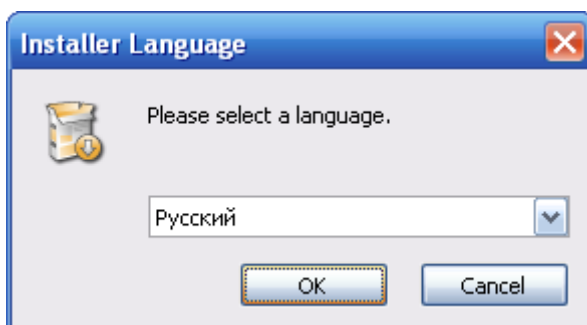 Installer Language
Please select a language.
Русский
OK
Cancel